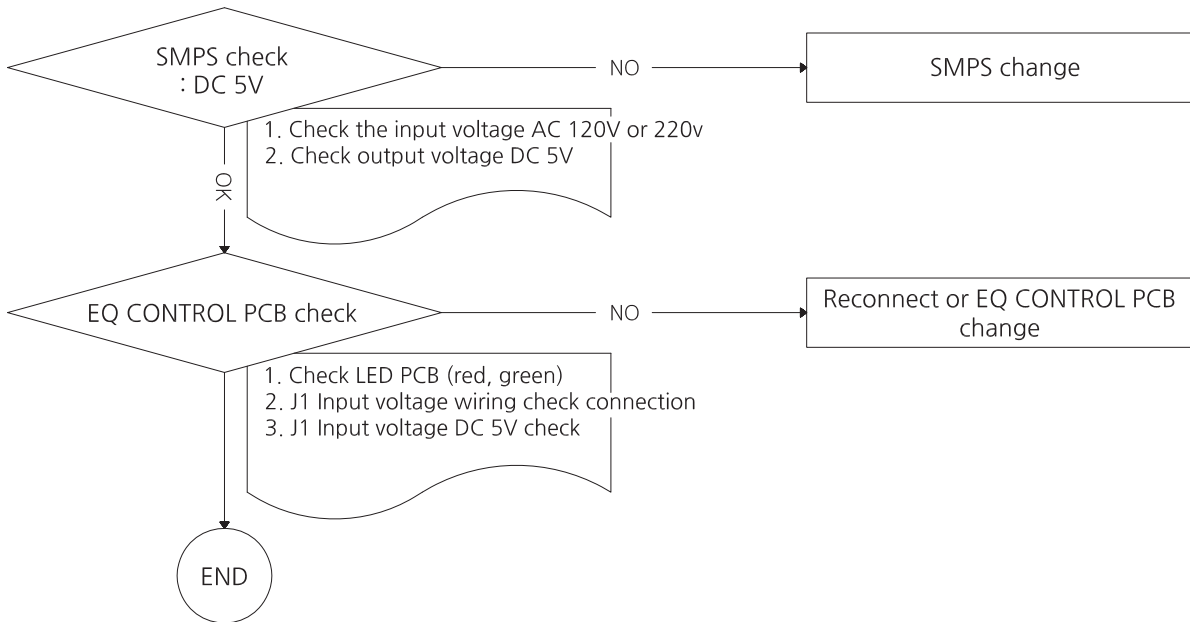 SMPS check
: DC 5V
NO
SMPS change
1. Check the input voltage AC 120V or 220v
2. Check output voltage DC 5V
OK
EQ CONTROL PCB check
NO
Reconnect or EQ CONTROL PCB
change
1. Check LED PCB (red, green)
2. J1 Input voltage wiring check connection
3. J1 Input voltage DC 5V check
END